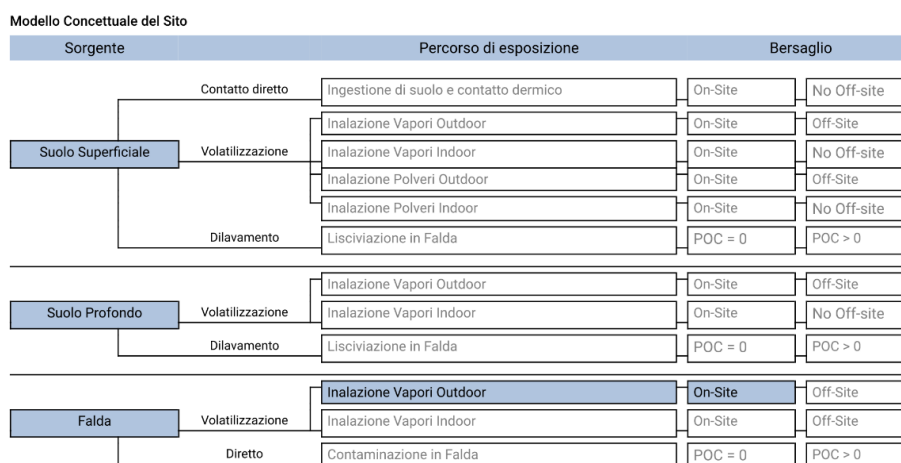 Modello Concettuale del Sito
Sorgente Percorso di esposizione Bersaglio
Contatto diretto Ingestione di suolo e contatto dermico On-Site No Off-site
Inalazione Vapori Outdoor On-Site Off-Site
Suolo Superficiale Volatilizzazione Inalazione Vapori Indoor On-Site No Off-site
Inalazione Polveri Outdoor On-Site Off-Site
Inalazione Polveri Indoor On-Site No Off-site
Dilavamento Lisciviazione in Falda POC = 0 POC > 0
Inalazione Vapori Outdoor On-Site Off-Site
Suolo Profondo Volatilizzazione Inalazione Vapori Indoor On-Site No Off-site
Dilavamento Lisciviazione in Falda POC = 0 POC > 0
Inalazione Vapori Outdoor On-Site Off-Site
Falda Volatilizzazione Inalazione Vapori Indoor On-Site Off-Site
Diretto Contaminazione in Falda POC = 0 POC > 0